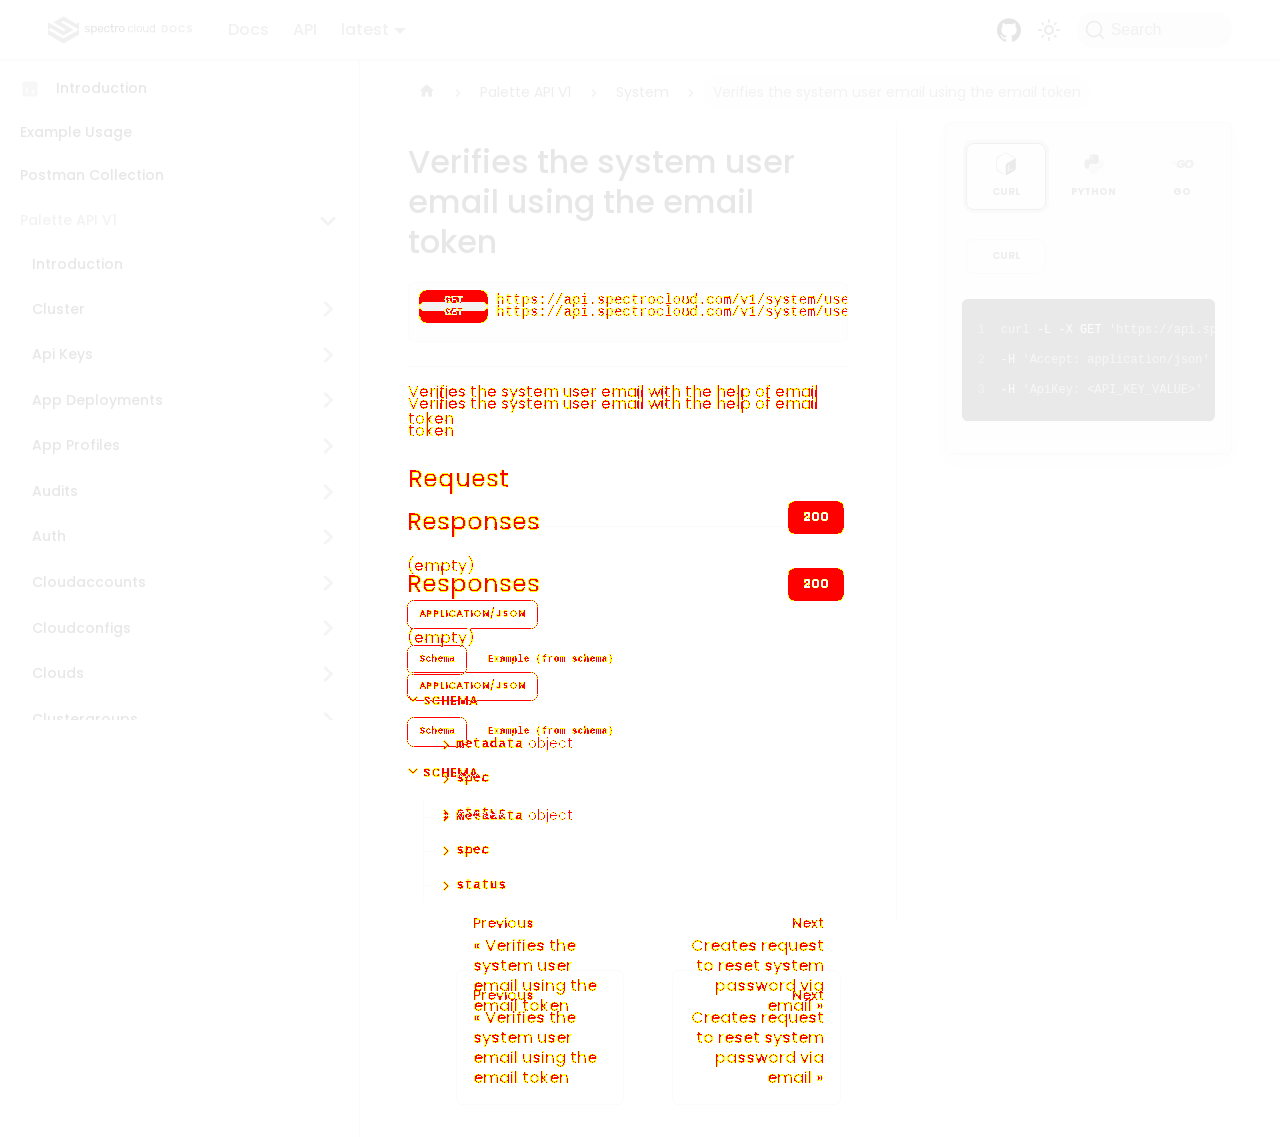 spectro cloud DOCS
Docs
API
latest
Search
Introduction
Example Usage
Postman Collection
Palette API V1
Introduction
Cluster
Api Keys
App Deployments
App Profiles
Audits
Auth
Cloudaccounts
Cloudconfigs
Clouds
Clustergroups
Palette API V1
System
Verifies the system user email using the email token
Verifies the system user
email using the email
token
GET https://api.spectrocloud.com/v1/system/use
GET https://api.spectrocloud.com/v1/system/use
Verifies the system user email with the help of email
Verifies the system user email with the help of email
token
token
Request
Responses
200
(empty)
Responses
200
APPLICATION/JSON
(empty)
Schema
Example (from schema)
APPLICATION/JSON
SCHEMA
Schema
Example (from schema)
metadata object
SCHEMA
spec
status
metadata object
spec
status
Previous
« Verifies the
system user
email using the
email token
Next
Creates request
to reset system
password via
email »
Previous
« Verifies the
system user
email using the
email token
Next
Creates request
to reset system
password via
email »
CURL
PYTHON
GO
CURL
1 curl -L -X GET 'https://api.sp
2 -H 'Accept: application/json'
3 -H 'ApiKey: <API_KEY_VALUE>'